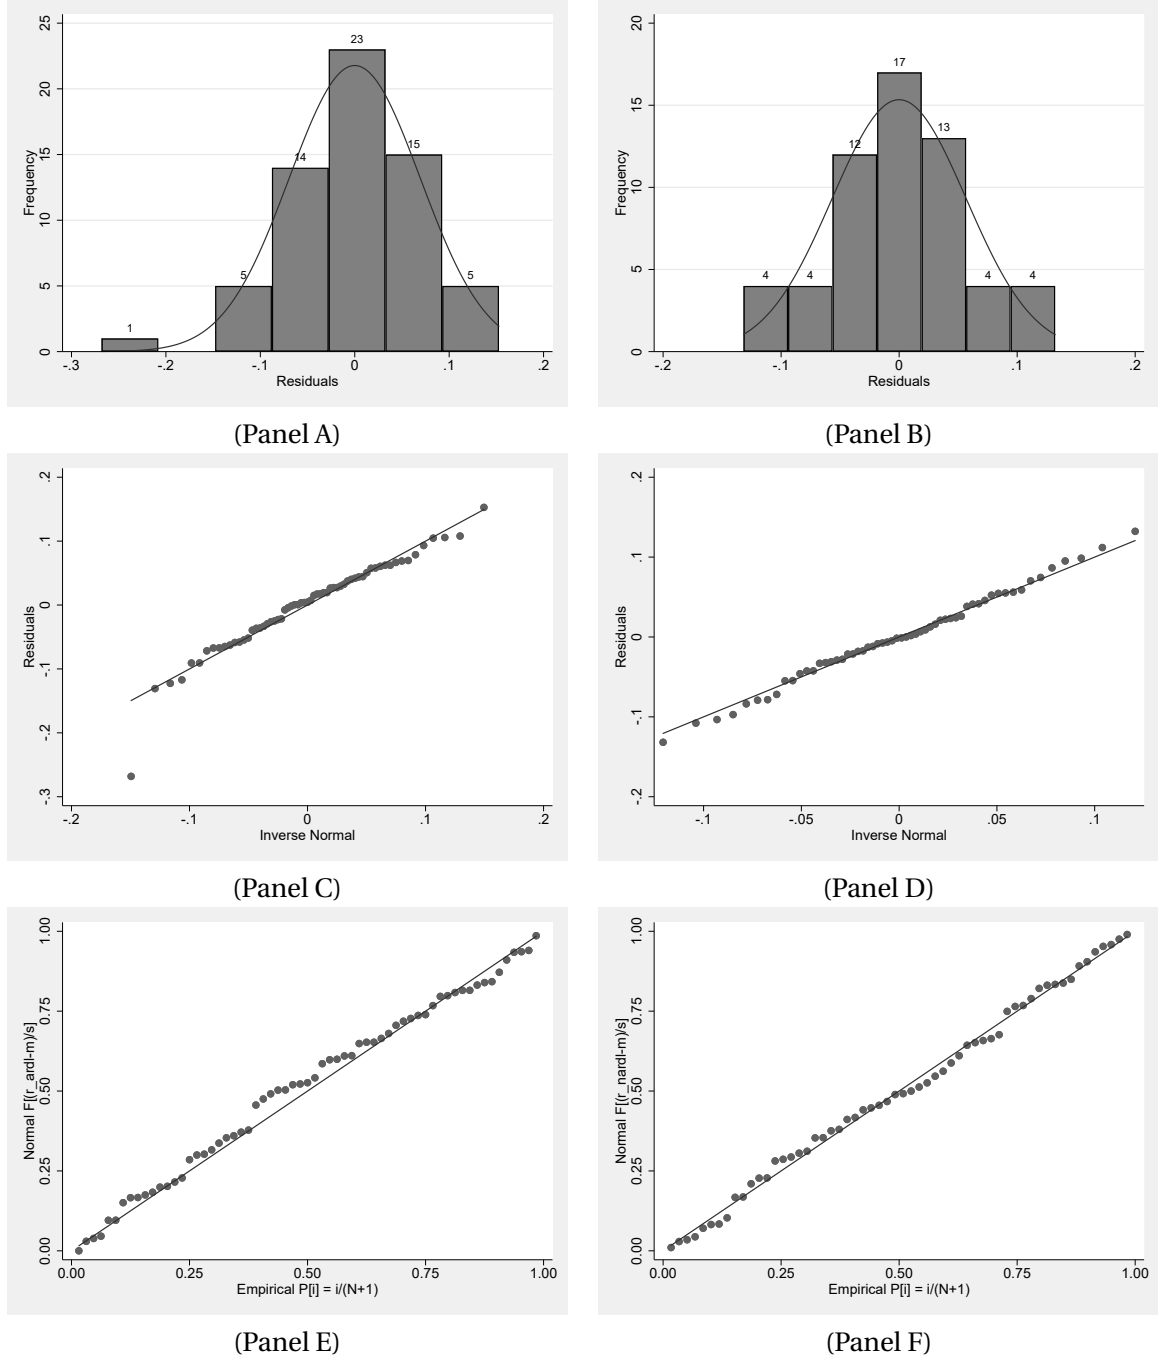 25
20
15
10
5
0
Frequency
1
5
14
23
15
5
-.3 -.2 -.1 0 .1 .2
Residuals
(Panel A)
20
15
10
5
0
Frequency
4
4
12
17
13
4
4
-.2 -.1 0 .1 .2
Residuals
(Panel B)
.2
.1
0
-.1
-.2
-.3
Residuals
-.2 -.1 0 .1 .2
Inverse Normal
(Panel C)
.2
.1
0
-.1
-.2
Residuals
-.1 -.05 0 .05 .1
Inverse Normal
(Panel D)
1.00
0.75
0.50
0.25
0.00
Normal F[(r_ardl-m)/s]
0.00 0.25 0.50 0.75 1.00
Empirical P[i] = i/(N+1)
(Panel E)
1.00
0.75
0.50
0.25
0.00
Normal F[(r_nardl-m)/s]
0.00 0.25 0.50 0.75 1.00
Empirical P[i] = i/(N+1)
(Panel F)